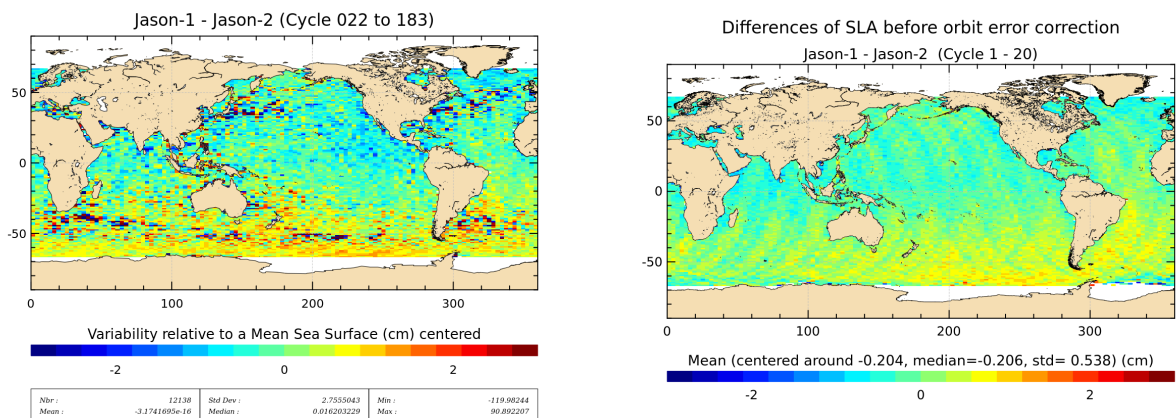 Jason-1 - Jason-2 (Cycle 022 to 183)
50
0
-50
0 100 200 300
Variability relative to a Mean Sea Surface (cm) centered
-2 0 2
Nbr : 12138 Std Dev : 2.7555043 Min : -119.98244
Mean : -3.1741695e-16 Median : 0.016203229 Max : 90.892207
Differences of SLA before orbit error correction
Jason-1 - Jason-2 (Cycle 1 - 20)
50
0
-50
0 100 200 300
Mean (centered around -0.204, median=-0.206, std= 0.538) (cm)
-2 0 2